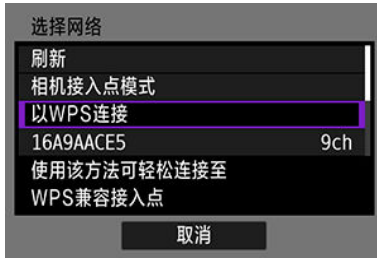 选择网络
刷新
相机接入点模式
以WPS连接
16A9AACE5 9ch
使用该方法可轻松连接至
WPS兼容接入点
取消